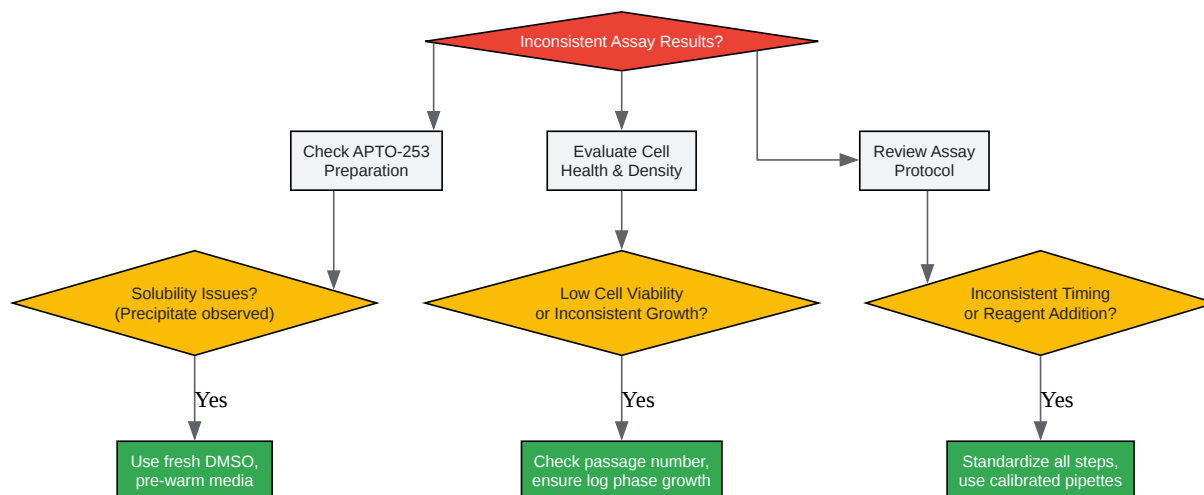 Inconsistent Assay Results?
Check APTO-253
Preparation
Evaluate Cell
Health & Density
Review Assay
Protocol
Solubility Issues?
(Precipitate observed)
Low Cell Viability
or Inconsistent Growth?
Inconsistent Timing
or Reagent Addition?
Yes
Yes
Yes
Use fresh DMSO,
pre-warm media
Check passage number,
ensure log phase growth
Standardize all steps,
use calibrated pipettes